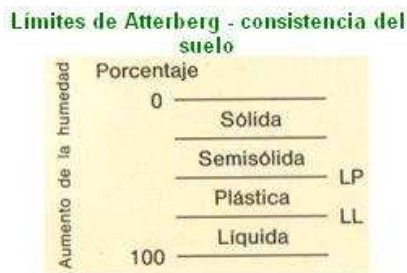 Límites de Atterberg - consistencia del
suelo
Aumento de la humedad
Porcentaje
0
Sólida
Semisólida
LP
Plástica
LL
Líquida
100